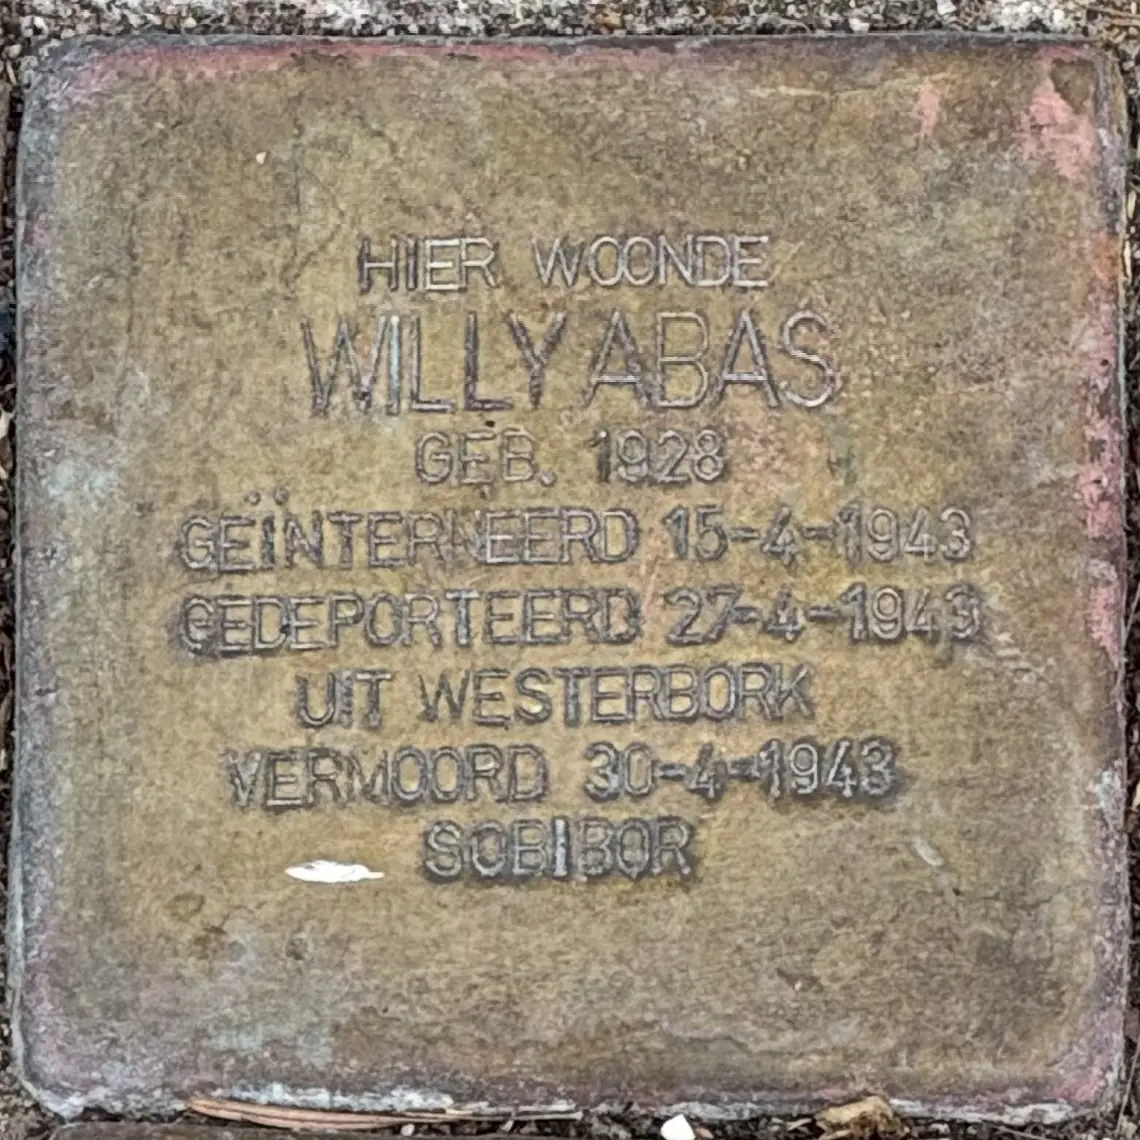 HIER WOONDE
WILLY ABAS
GEB. 1928
GEÏNTERNEERD 15-4-1943
GEDEPORTEERD 27-4-1943
UIT WESTERBORK
VERMOORD 30-4-1943
SOBIBOR